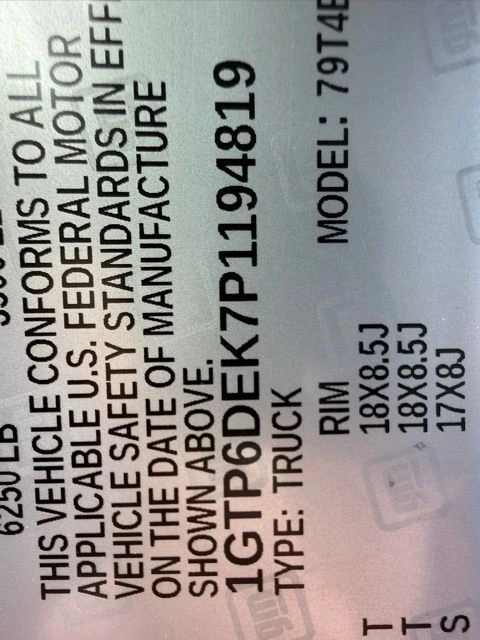 6250 LB
THIS VEHICLE CONFORMS TO ALL
APPLICABLE U.S. FEDERAL MOTOR
VEHICLE SAFETY STANDARDS IN EFF
ON THE DATE OF MANUFACTURE
SHOWN ABOVE.
1GTP6DEK7P1194819
TYPE: TRUCK
MODEL: 79T4E
RIM
T 18X8.5J
T 18X8.5J
S 17X8J